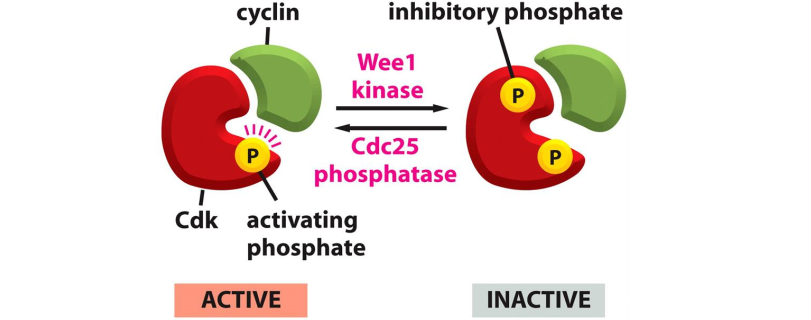 cyclin
inhibitory phosphate
Wee1
kinase
P
Cdc25
phosphatase
P
P
Cdk
activating
phosphate
ACTIVE
INACTIVE